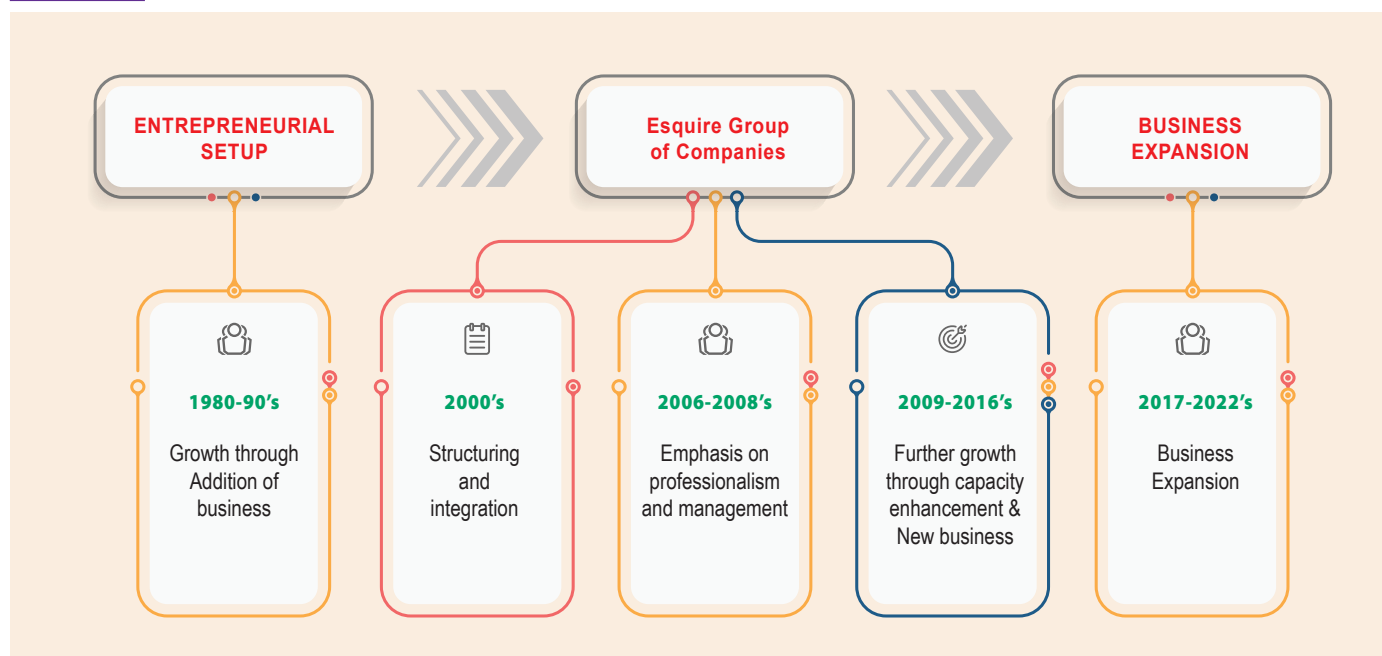 ENTREPRENEURIAL
SETUP
Esquire Group
of Companies
BUSINESS
EXPANSION
1980-90’s
Growth through
Addition of
business
2000’s
Structuring
and
integration
2006-2008’s
Emphasis on
professionalism
and management
2009-2016’s
Further growth
through capacity
enhancement &
New business
2017-2022’s
Business
Expansion